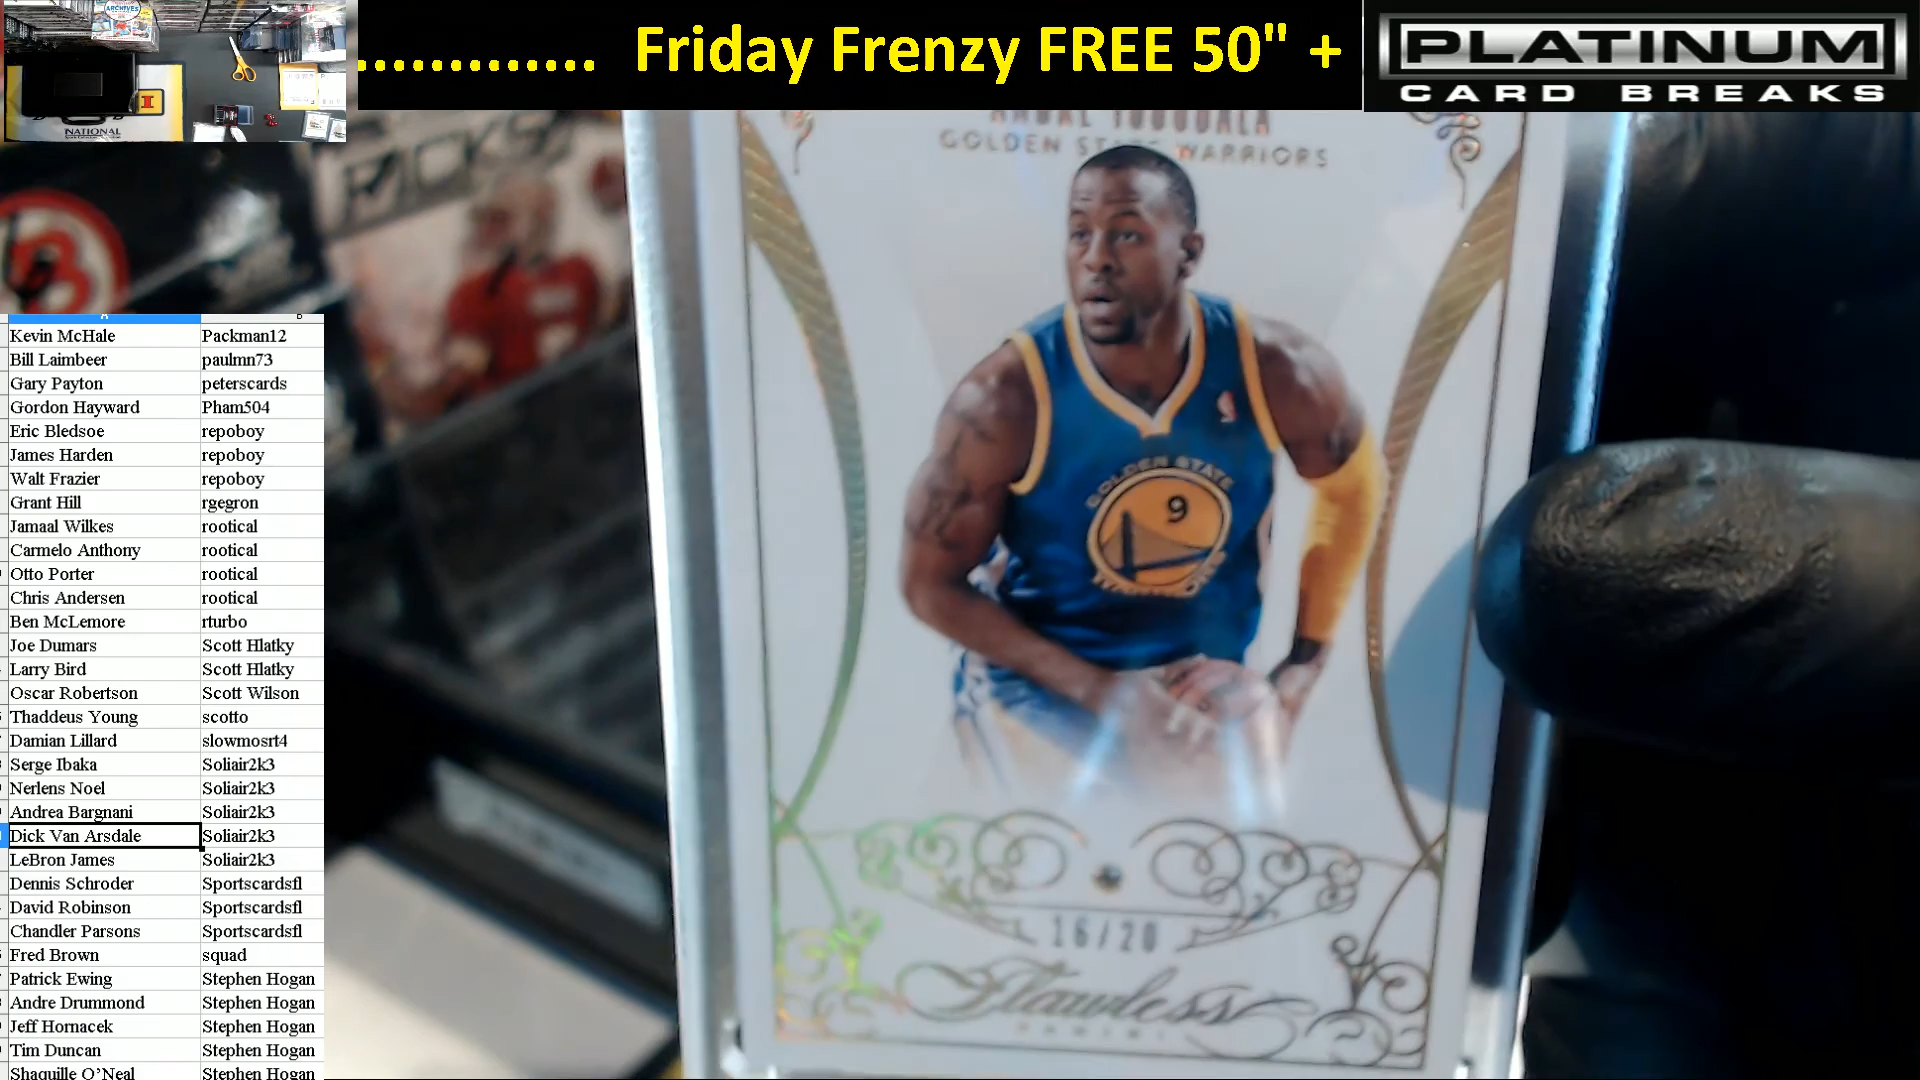 ARCHIVES
NATIONAL
............. Friday Frenzy FREE 50" +
PLATINUM
CARD BREAKS
GOLDEN STATE WARRIORS
GOLDEN STATE
9
WARRIORS
16/20
Flawless
PANINI
Kevin McHale Packman12
Bill Laimbeer paulmn73
Gary Payton peterscards
Gordon Hayward Pham504
Eric Bledsoe repoboy
James Harden repoboy
Walt Frazier repoboy
Grant Hill rgegron
Jamaal Wilkes rootical
Carmelo Anthony rootical
Otto Porter rootical
Chris Andersen rootical
Ben McLemore rturbo
Joe Dumars Scott Hlatky
Larry Bird Scott Hlatky
Oscar Robertson Scott Wilson
Thaddeus Young scotto
Damian Lillard slowmosrt4
Serge Ibaka Soliair2k3
Nerlens Noel Soliair2k3
Andrea Bargnani Soliair2k3
Dick Van Arsdale Soliair2k3
LeBron James Soliair2k3
Dennis Schroder Sportscardsfl
David Robinson Sportscardsfl
Chandler Parsons Sportscardsfl
Fred Brown squad
Patrick Ewing Stephen Hogan
Andre Drummond Stephen Hogan
Jeff Hornacek Stephen Hogan
Tim Duncan Stephen Hogan
Shaquille O'Neal Stephen Hogan